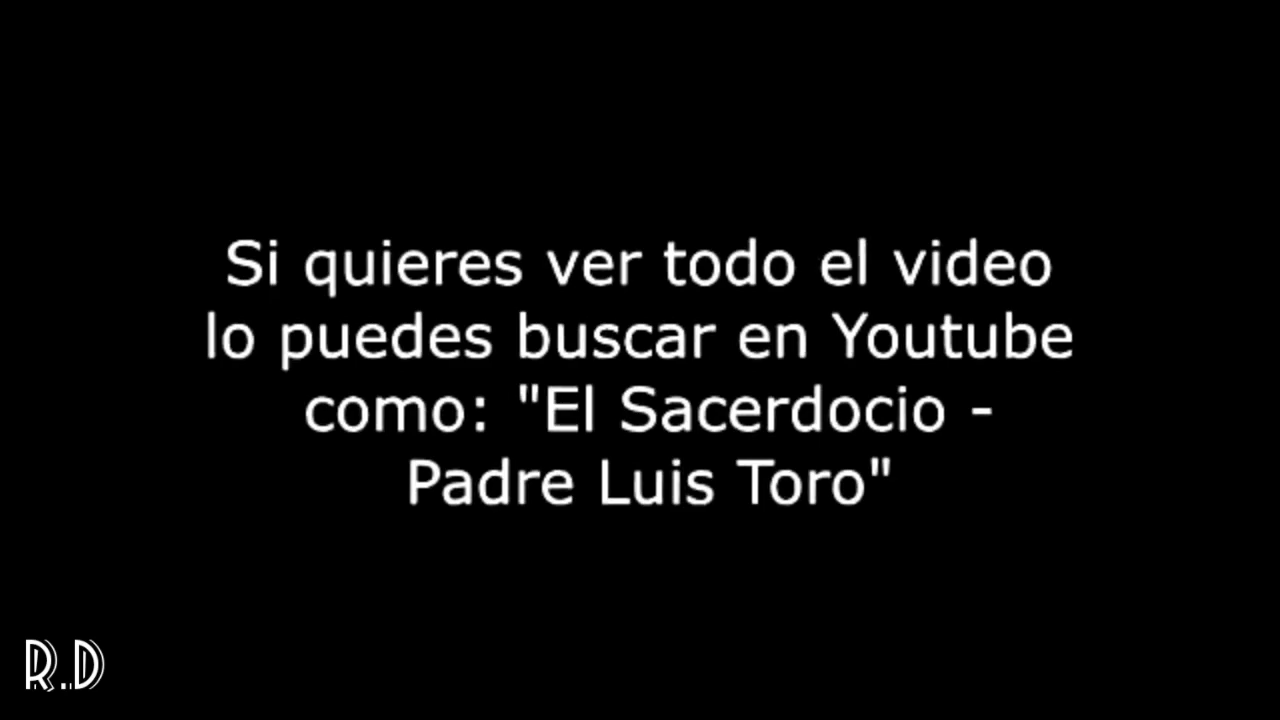 Si quieres ver todo el video
lo puedes buscar en Youtube
como: "El Sacerdocio -
Padre Luis Toro"
R.D